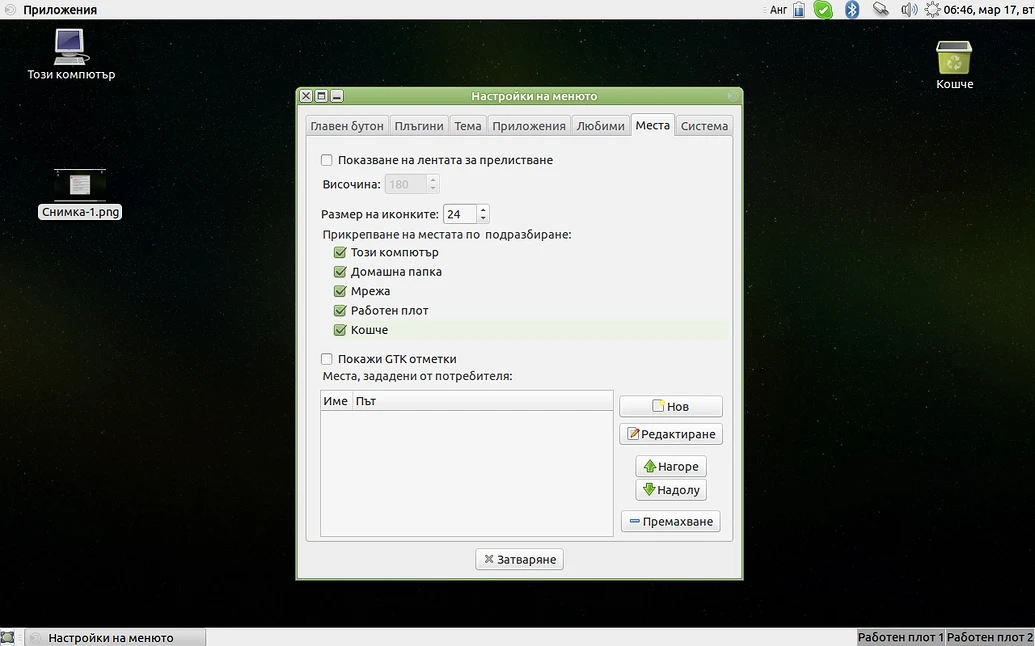 Приложения
Анг
06:46, мар 17, вт
Този компютър
Кошче
Снимка-1.png
Настройки на менюто
Главен бутон
Плъгини
Тема
Приложения
Любими
Места
Система
Показване на лентата за прелистване
Височина: 180
Размер на иконките: 24
Прикрепване на местата по подразбиране:
Този компютър
Домашна папка
Мрежа
Работен плот
Кошче
Покажи GTK отметки
Места, зададени от потребителя:
Име Път
Нов
Редактиране
Нагоре
Надолу
Премахване
Затваряне
Настройки на менюто
Работен плот 1
Работен плот 2